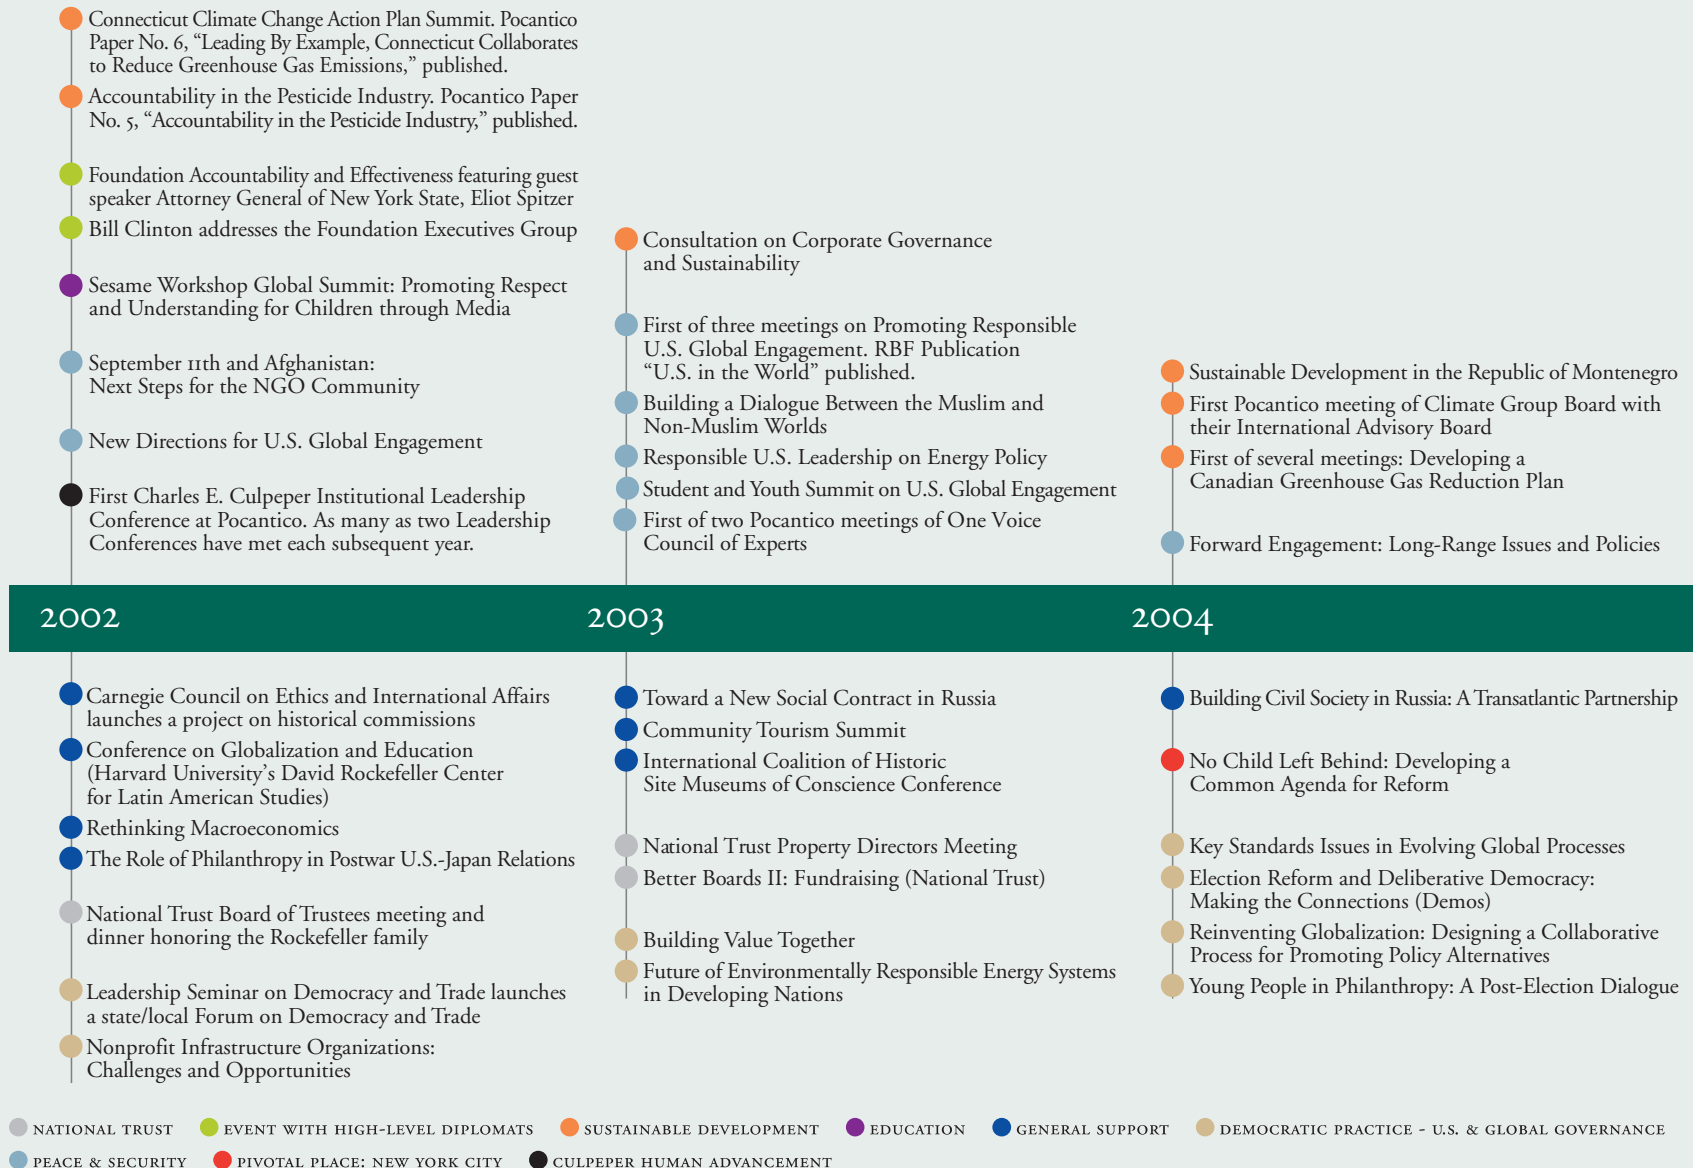 Connecticut Climate Change Action Plan Summit. Pocantico
Paper No. 6, “Leading By Example, Connecticut Collaborates
to Reduce Greenhouse Gas Emissions,” published.
Accountability in the Pesticide Industry. Pocantico Paper
No. 5, “Accountability in the Pesticide Industry,” published.
Foundation Accountability and Effectiveness featuring guest
speaker Attorney General of New York State, Eliot Spitzer
Bill Clinton addresses the Foundation Executives Group
Sesame Workshop Global Summit: Promoting Respect
and Understanding for Children through Media
September 11th and Afghanistan:
Next Steps for the NGO Community
New Directions for U.S. Global Engagement
First Charles E. Culpeper Institutional Leadership
Conference at Pocantico. As many as two Leadership
Conferences have met each subsequent year.
Consultation on Corporate Governance
and Sustainability
First of three meetings on Promoting Responsible
U.S. Global Engagement. RBF Publication
“U.S. in the World” published.
Building a Dialogue Between the Muslim and
Non-Muslim Worlds
Responsible U.S. Leadership on Energy Policy
Student and Youth Summit on U.S. Global Engagement
First of two Pocantico meetings of One Voice
Council of Experts
Sustainable Development in the Republic of Montenegro
First Pocantico meeting of Climate Group Board with
their International Advisory Board
First of several meetings: Developing a
Canadian Greenhouse Gas Reduction Plan
Forward Engagement: Long-Range Issues and Policies
2002 2003 2004
Carnegie Council on Ethics and International Affairs
launches a project on historical commissions
Conference on Globalization and Education
(Harvard University’s David Rockefeller Center
for Latin American Studies)
Rethinking Macroeconomics
The Role of Philanthropy in Postwar U.S.-Japan Relations
National Trust Board of Trustees meeting and
dinner honoring the Rockefeller family
Leadership Seminar on Democracy and Trade launches
a state/local Forum on Democracy and Trade
Nonprofit Infrastructure Organizations:
Challenges and Opportunities
Toward a New Social Contract in Russia
Community Tourism Summit
International Coalition of Historic
Site Museums of Conscience Conference
National Trust Property Directors Meeting
Better Boards II: Fundraising (National Trust)
Building Value Together
Future of Environmentally Responsible Energy Systems
in Developing Nations
Building Civil Society in Russia: A Transatlantic Partnership
No Child Left Behind: Developing a
Common Agenda for Reform
Key Standards Issues in Evolving Global Processes
Election Reform and Deliberative Democracy:
Making the Connections (Demos)
Reinventing Globalization: Designing a Collaborative
Process for Promoting Policy Alternatives
Young People in Philanthropy: A Post-Election Dialogue
NATIONAL TRUST EVENT WITH HIGH-LEVEL DIPLOMATS SUSTAINABLE DEVELOPMENT EDUCATION GENERAL SUPPORT DEMOCRATIC PRACTICE - U.S. & GLOBAL GOVERNANCE
PEACE & SECURITY PIVOTAL PLACE: NEW YORK CITY CULPEPER HUMAN ADVANCEMENT